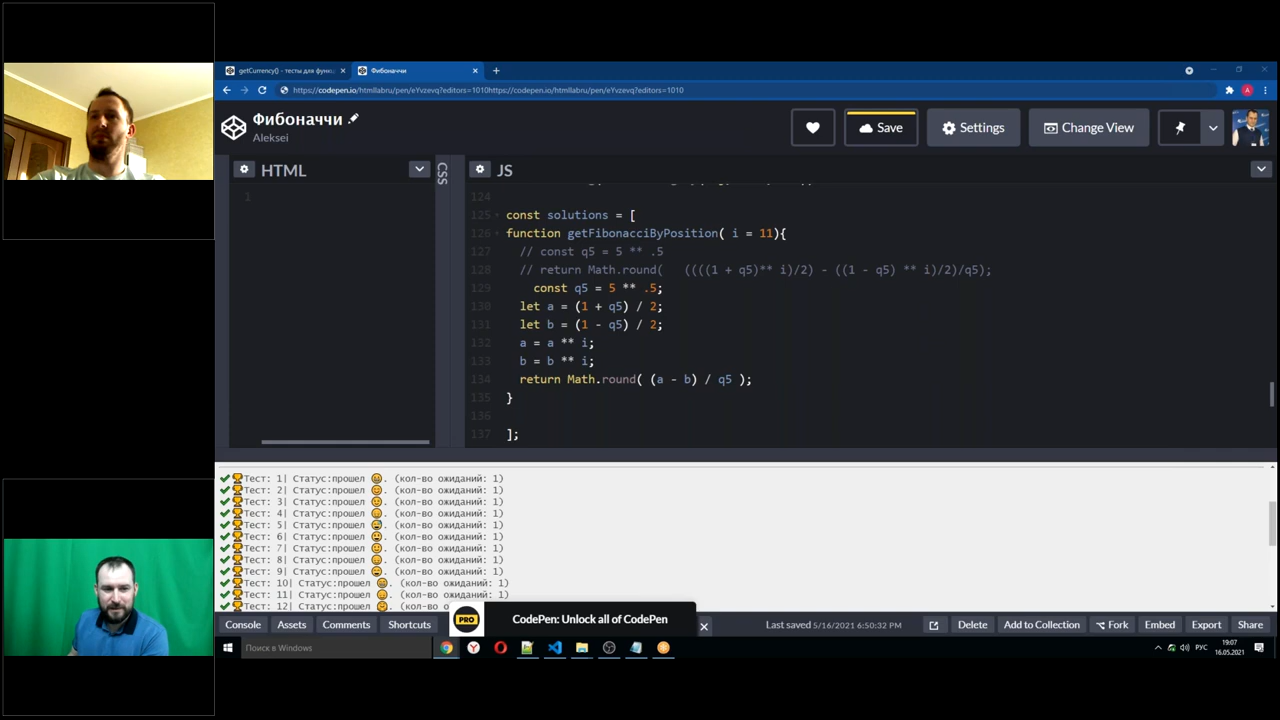 getCurrency() - тесты для функ
Фибоначчи
https://codepen.io/htmllabru/pen/eYvzevq?editors=1010https://codepen.io/htmllabru/pen/eYvzevq?editors=1010
A
Фибоначчи
Aleksei
Save
Settings
Change View
HTML
CSS
JS
1
124
125 const solutions = [
126 function getFibonacciByPosition( i = 11){
127 // const q5 = 5 ** .5
128 // return Math.round( ((((1 + q5)** i)/2) - ((1 - q5) ** i)/2)/q5);
129 const q5 = 5 ** .5;
130 let a = (1 + q5) / 2;
131 let b = (1 - q5) / 2;
132 a = a ** i;
133 b = b ** i;
134 return Math.round( (a - b) / q5 );
135 }
136
137 ];
Тест: 1| Статус:прошел 😀. (кол-во ожиданий: 1)
Тест: 2| Статус:прошел 😀. (кол-во ожиданий: 1)
Тест: 3| Статус:прошел 😀. (кол-во ожиданий: 1)
Тест: 4| Статус:прошел 😀. (кол-во ожиданий: 1)
Тест: 5| Статус:прошел 😀. (кол-во ожиданий: 1)
Тест: 6| Статус:прошел 😀. (кол-во ожиданий: 1)
Тест: 7| Статус:прошел 😀. (кол-во ожиданий: 1)
Тест: 8| Статус:прошел 😀. (кол-во ожиданий: 1)
Тест: 9| Статус:прошел 😀. (кол-во ожиданий: 1)
Тест: 10| Статус:прошел 😀. (кол-во ожиданий: 1)
Тест: 11| Статус:прошел 😀. (кол-во ожиданий: 1)
Тест: 12| Статус:прошел 😀. (кол-во о
PRO
CodePen: Unlock all of CodePen
Console
Assets
Comments
Shortcuts
Last saved 5/16/2021 6:50:32 PM
Delete
Add to Collection
Fork
Embed
Export
Share
Поиск в Windows
РУС
19:07
16.05.2021